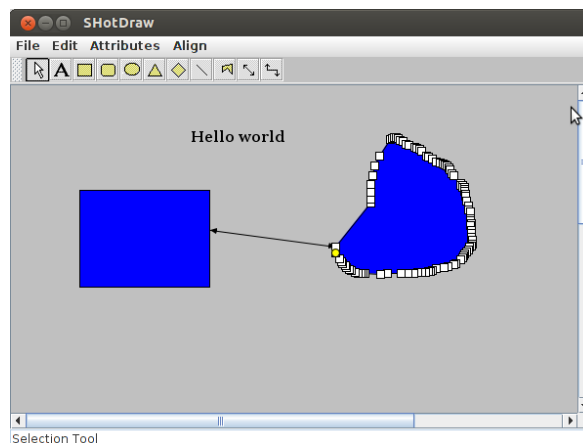 SHotDraw
File Edit Attributes Align
A
Hello world
Selection Tool